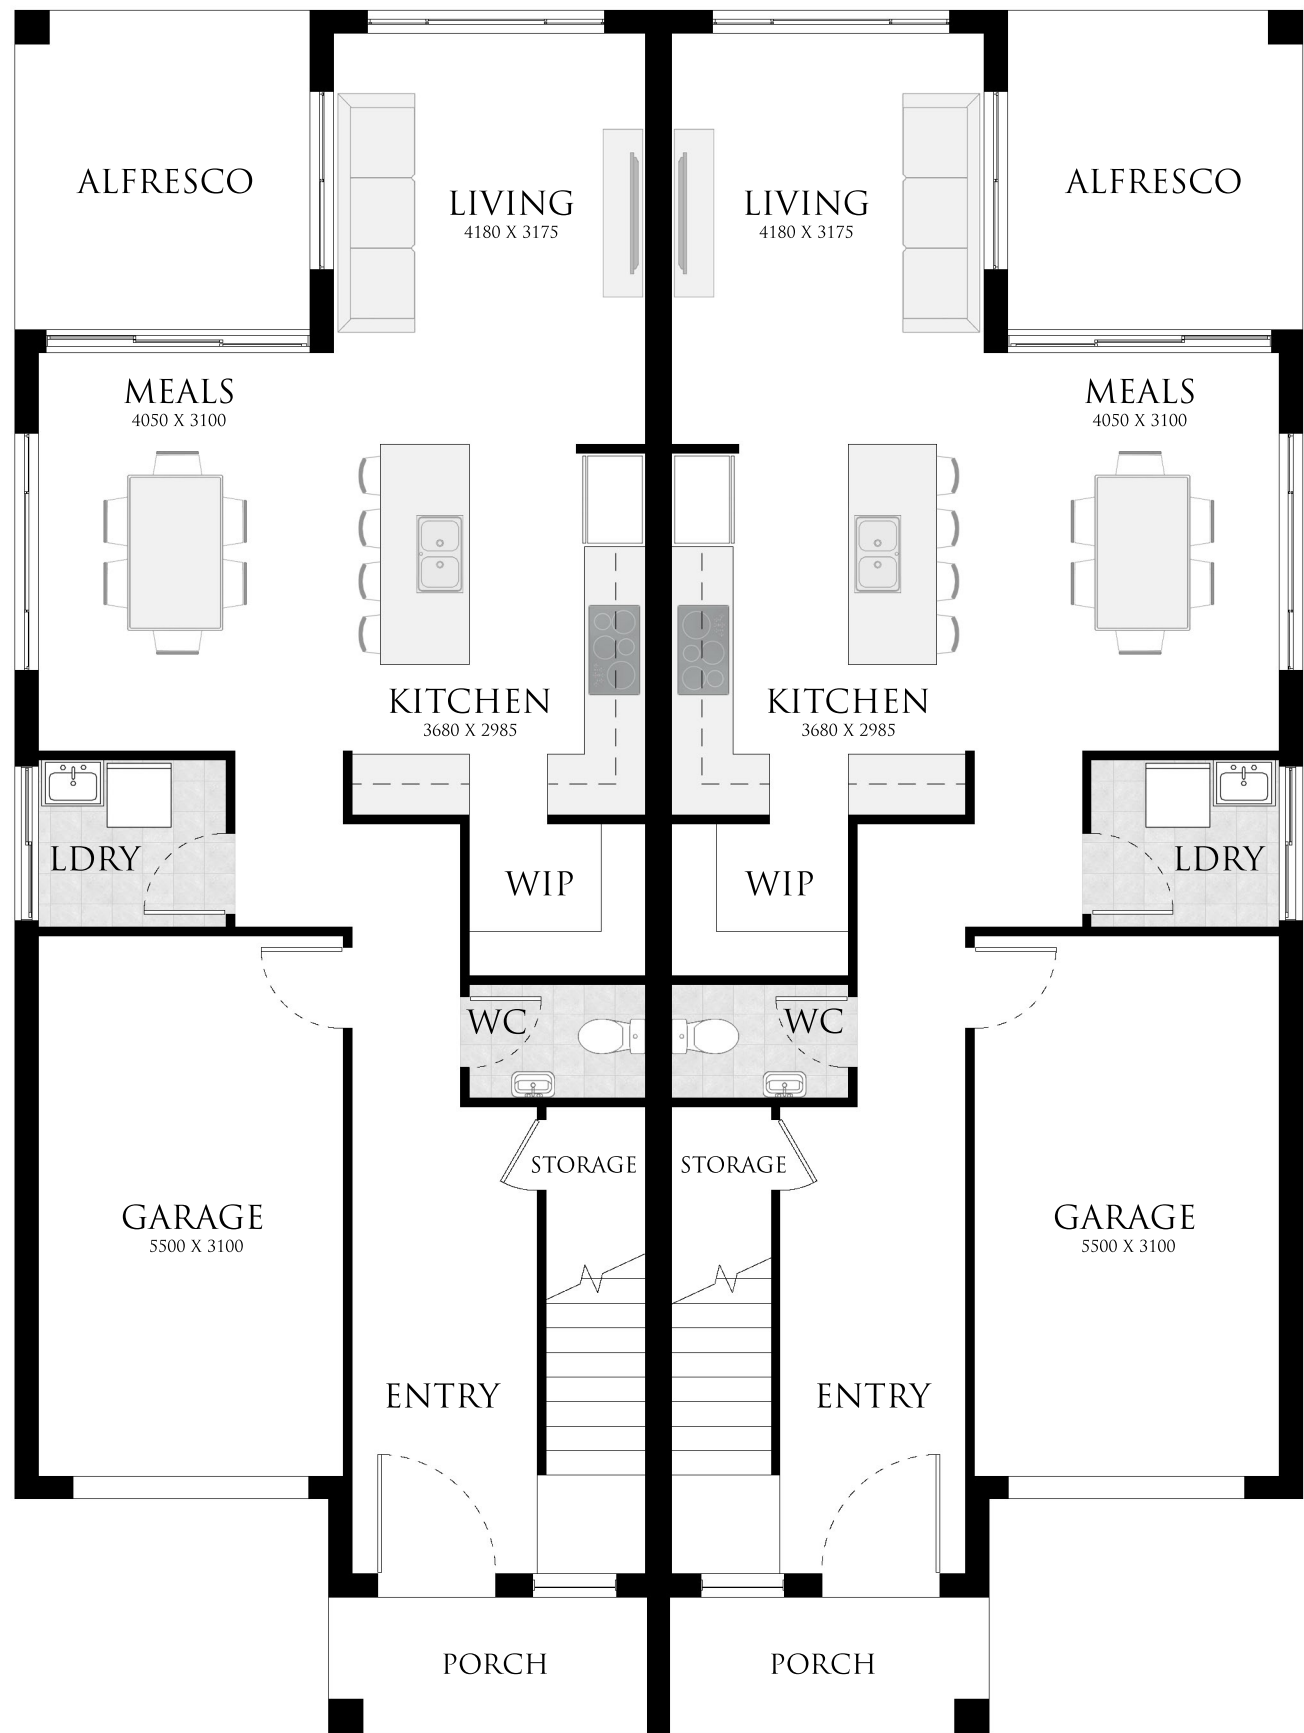 ALFRESCO
LIVING
4180 X 3175
LIVING
4180 X 3175
ALFRESCO
MEALS
4050 X 3100
MEALS
4050 X 3100
KITCHEN
3680 X 2985
KITCHEN
3680 X 2985
LDRY
WIP
WIP
LDRY
WC
WC
STORAGE
STORAGE
GARAGE
5500 X 3100
GARAGE
5500 X 3100
ENTRY
ENTRY
PORCH
PORCH